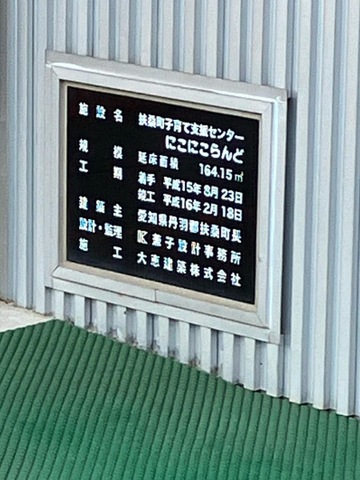 施設名 扶桑町子育て支援センター
にこにこらんど
規模 延床面積 164.15㎡
工期 着手 平成15年8月23日
竣工 平成16年2月18日
建築主 愛知県丹羽郡扶桑町長
設計・監理 K兼子設計事務所
施工 大恵建築株式会社